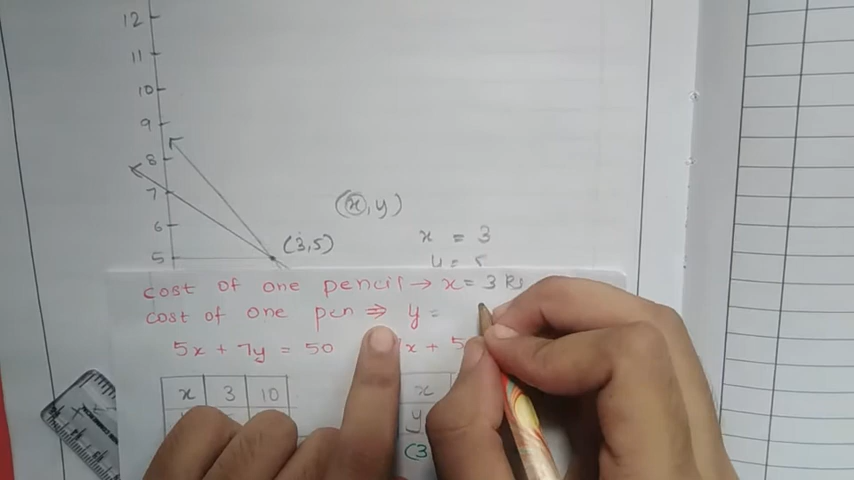 12
11
10
9
8
7
6
5
(x, y)
(3,5)
x = 3
y = 5
cost of one pencil → x = 3 Rs
cost of one pen ⇒ y =
5x + 7y = 50
x + 5
x 3 10
x
y
(3